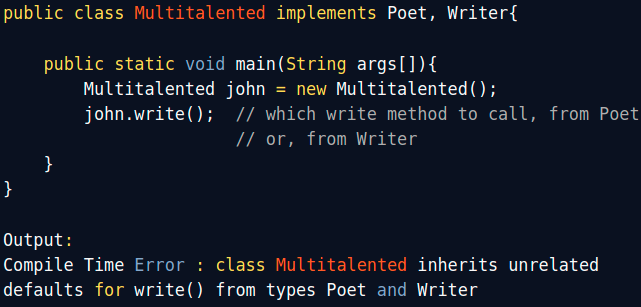 public class Multitalented implements Poet, Writer{
public static void main(String args[]){
Multitalented john = new Multitalented();
john.write();  // which write method to call, from Poet
// or, from Writer
}
}
Output:
Compile Time Error : class Multitalented inherits unrelated
defaults for write() from types Poet and Writer